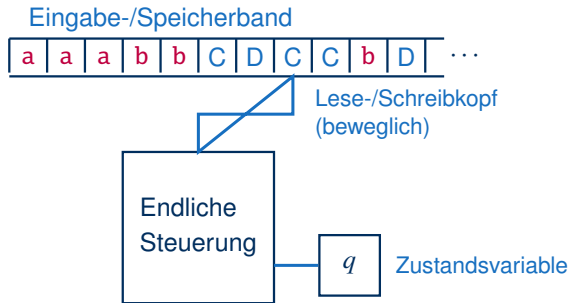 Eingabe-/Speicherband
a a a b b C D C C b D ···
Lese-/Schreibkopf
(beweglich)
Endliche
Steuerung
q
Zustandsvariable